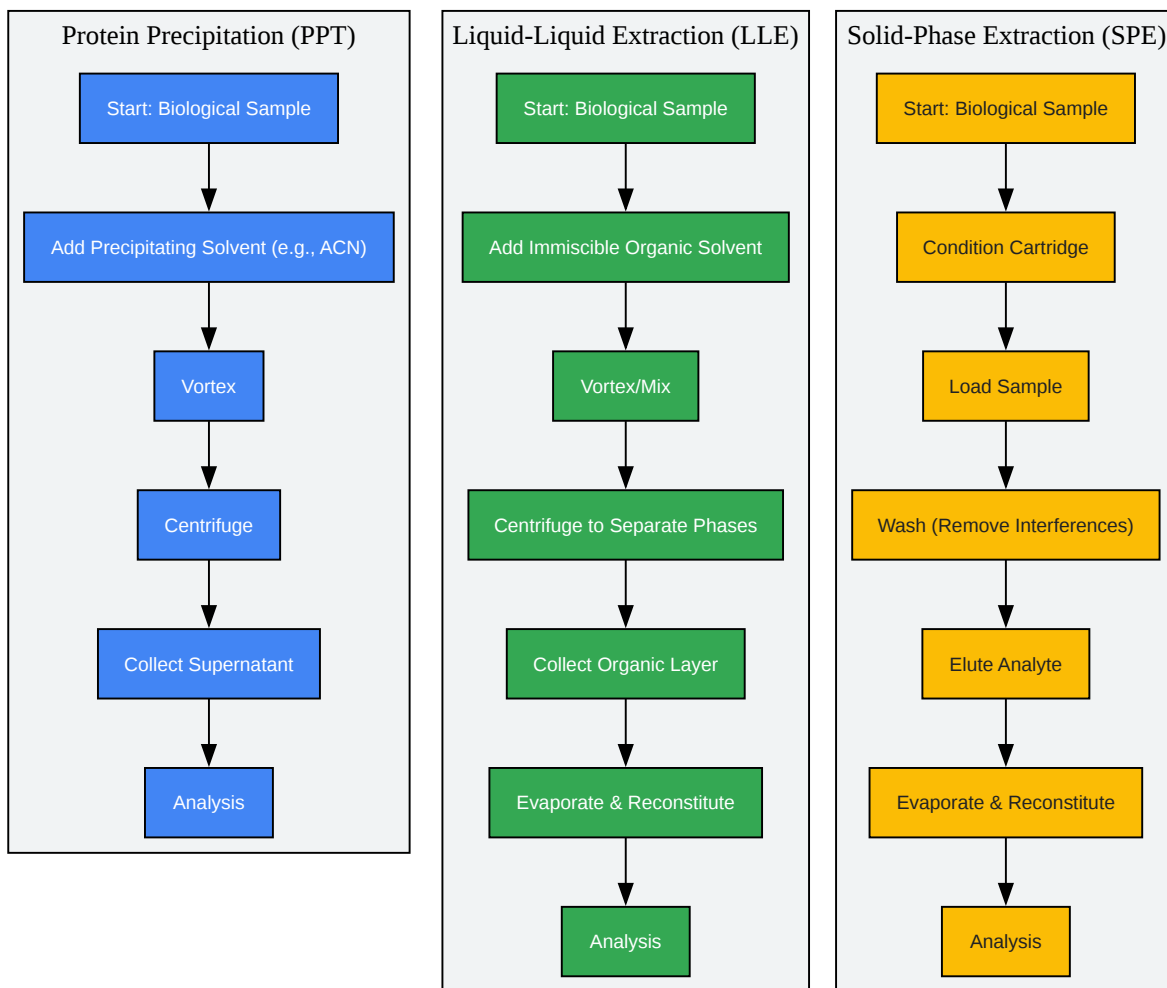 Protein Precipitation (PPT)
Start: Biological Sample
Add Precipitating Solvent (e.g., ACN)
Vortex
Centrifuge
Collect Supernatant
Analysis
Liquid-Liquid Extraction (LLE)
Start: Biological Sample
Add Immiscible Organic Solvent
Vortex/Mix
Centrifuge to Separate Phases
Collect Organic Layer
Evaporate & Reconstitute
Analysis
Solid-Phase Extraction (SPE)
Start: Biological Sample
Condition Cartridge
Load Sample
Wash (Remove Interferences)
Elute Analyte
Evaporate & Reconstitute
Analysis